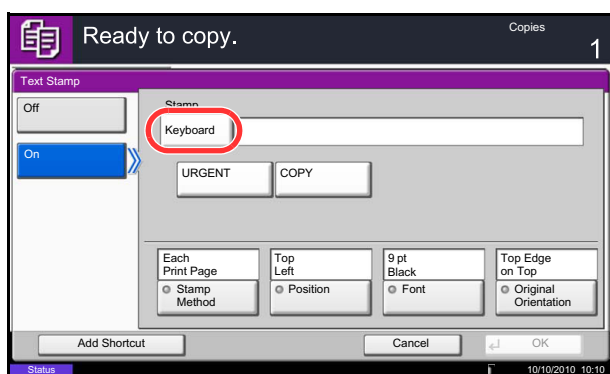 Ready to copy.
Copies
1
Text Stamp
Off
On
Stamp
Keyboard
URGENT
COPY
Each
Print Page
Top
Left
9 pt
Black
Top Edge
on Top
Stamp
Method
Position
Font
Original
Orientation
Add Shortcut
Cancel
OK
Status
10/10/2010 10:10